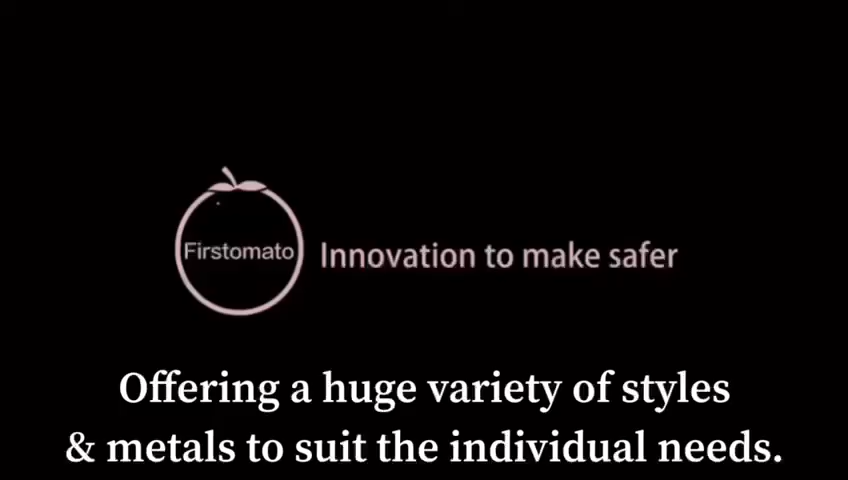 Firstomato
Innovation to make safer
Offering a huge variety of styles
& metals to suit the individual needs.